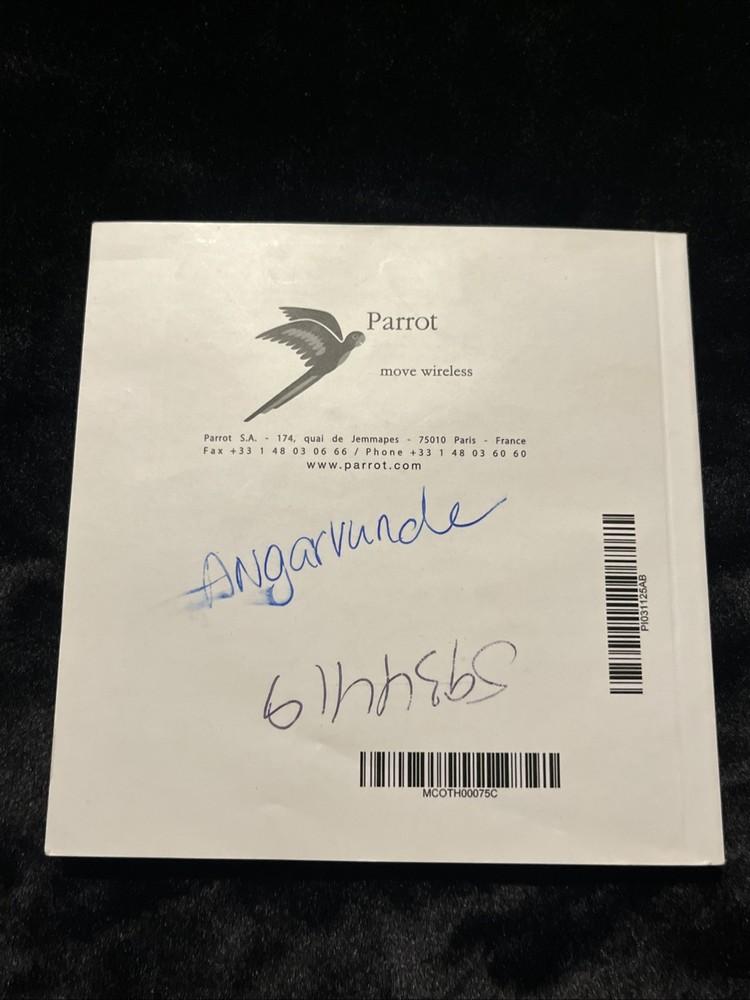 Parrot
move wireless
Parrot S.A. - 174, quai de Jemmapes - 75010 Paris - France
Fax +33 1 48 03 06 66 / Phone +33 1 48 03 60 60
www.parrot.com
Angarvunde
5934419
PI031125AB
MCOTH00075C